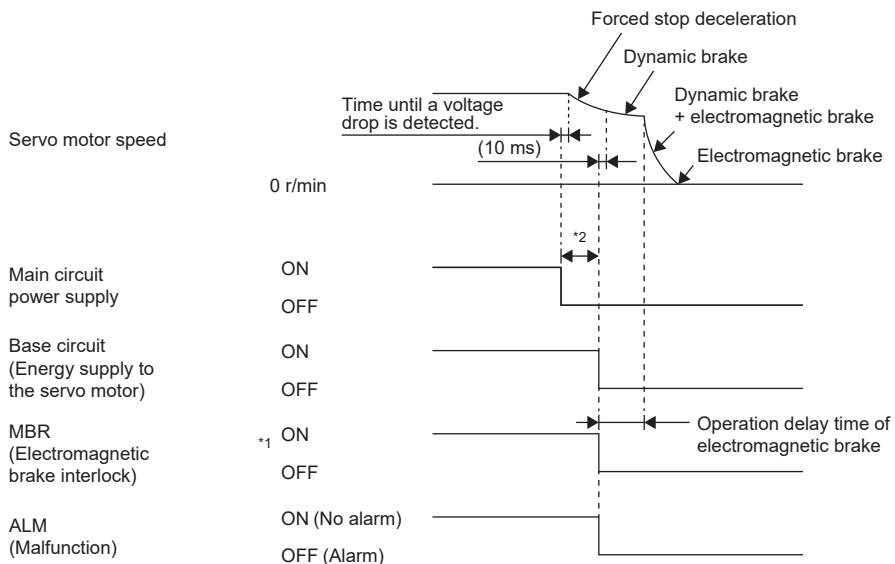 Forced stop deceleration
Dynamic brake
Time until a voltage
drop is detected.
Dynamic brake
+ electromagnetic brake
Servo motor speed
(10 ms)
Electromagnetic brake
0 r/min
*2
Main circuit
power supply
ON
OFF
Base circuit
(Energy supply to
the servo motor)
ON
OFF
MBR
(Electromagnetic
brake interlock)
*1
ON
OFF
Operation delay time of
electromagnetic brake
ALM
(Malfunction)
ON (No alarm)
OFF (Alarm)